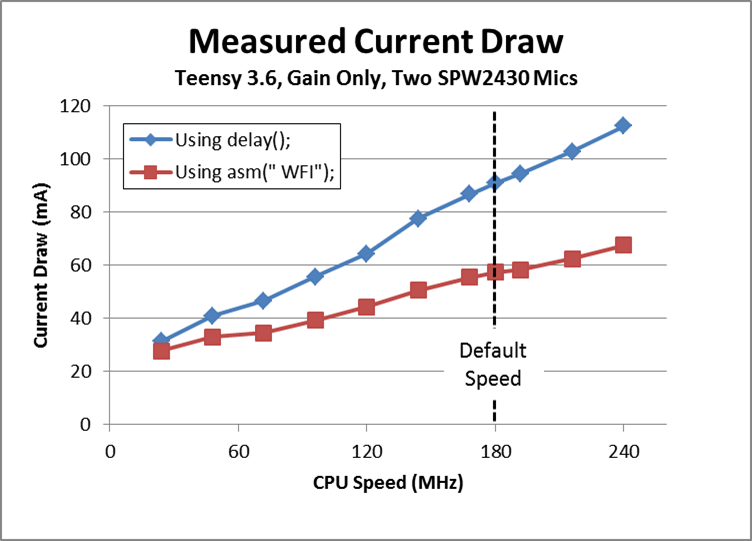 Measured Current Draw
Teensy 3.6, Gain Only, Two SPW2430 Mics
Current Draw (mA)
120
100
80
60
40
20
0
Using delay();
Using asm(" WFI");
Default
Speed
0
60
120
180
240
CPU Speed (MHz)